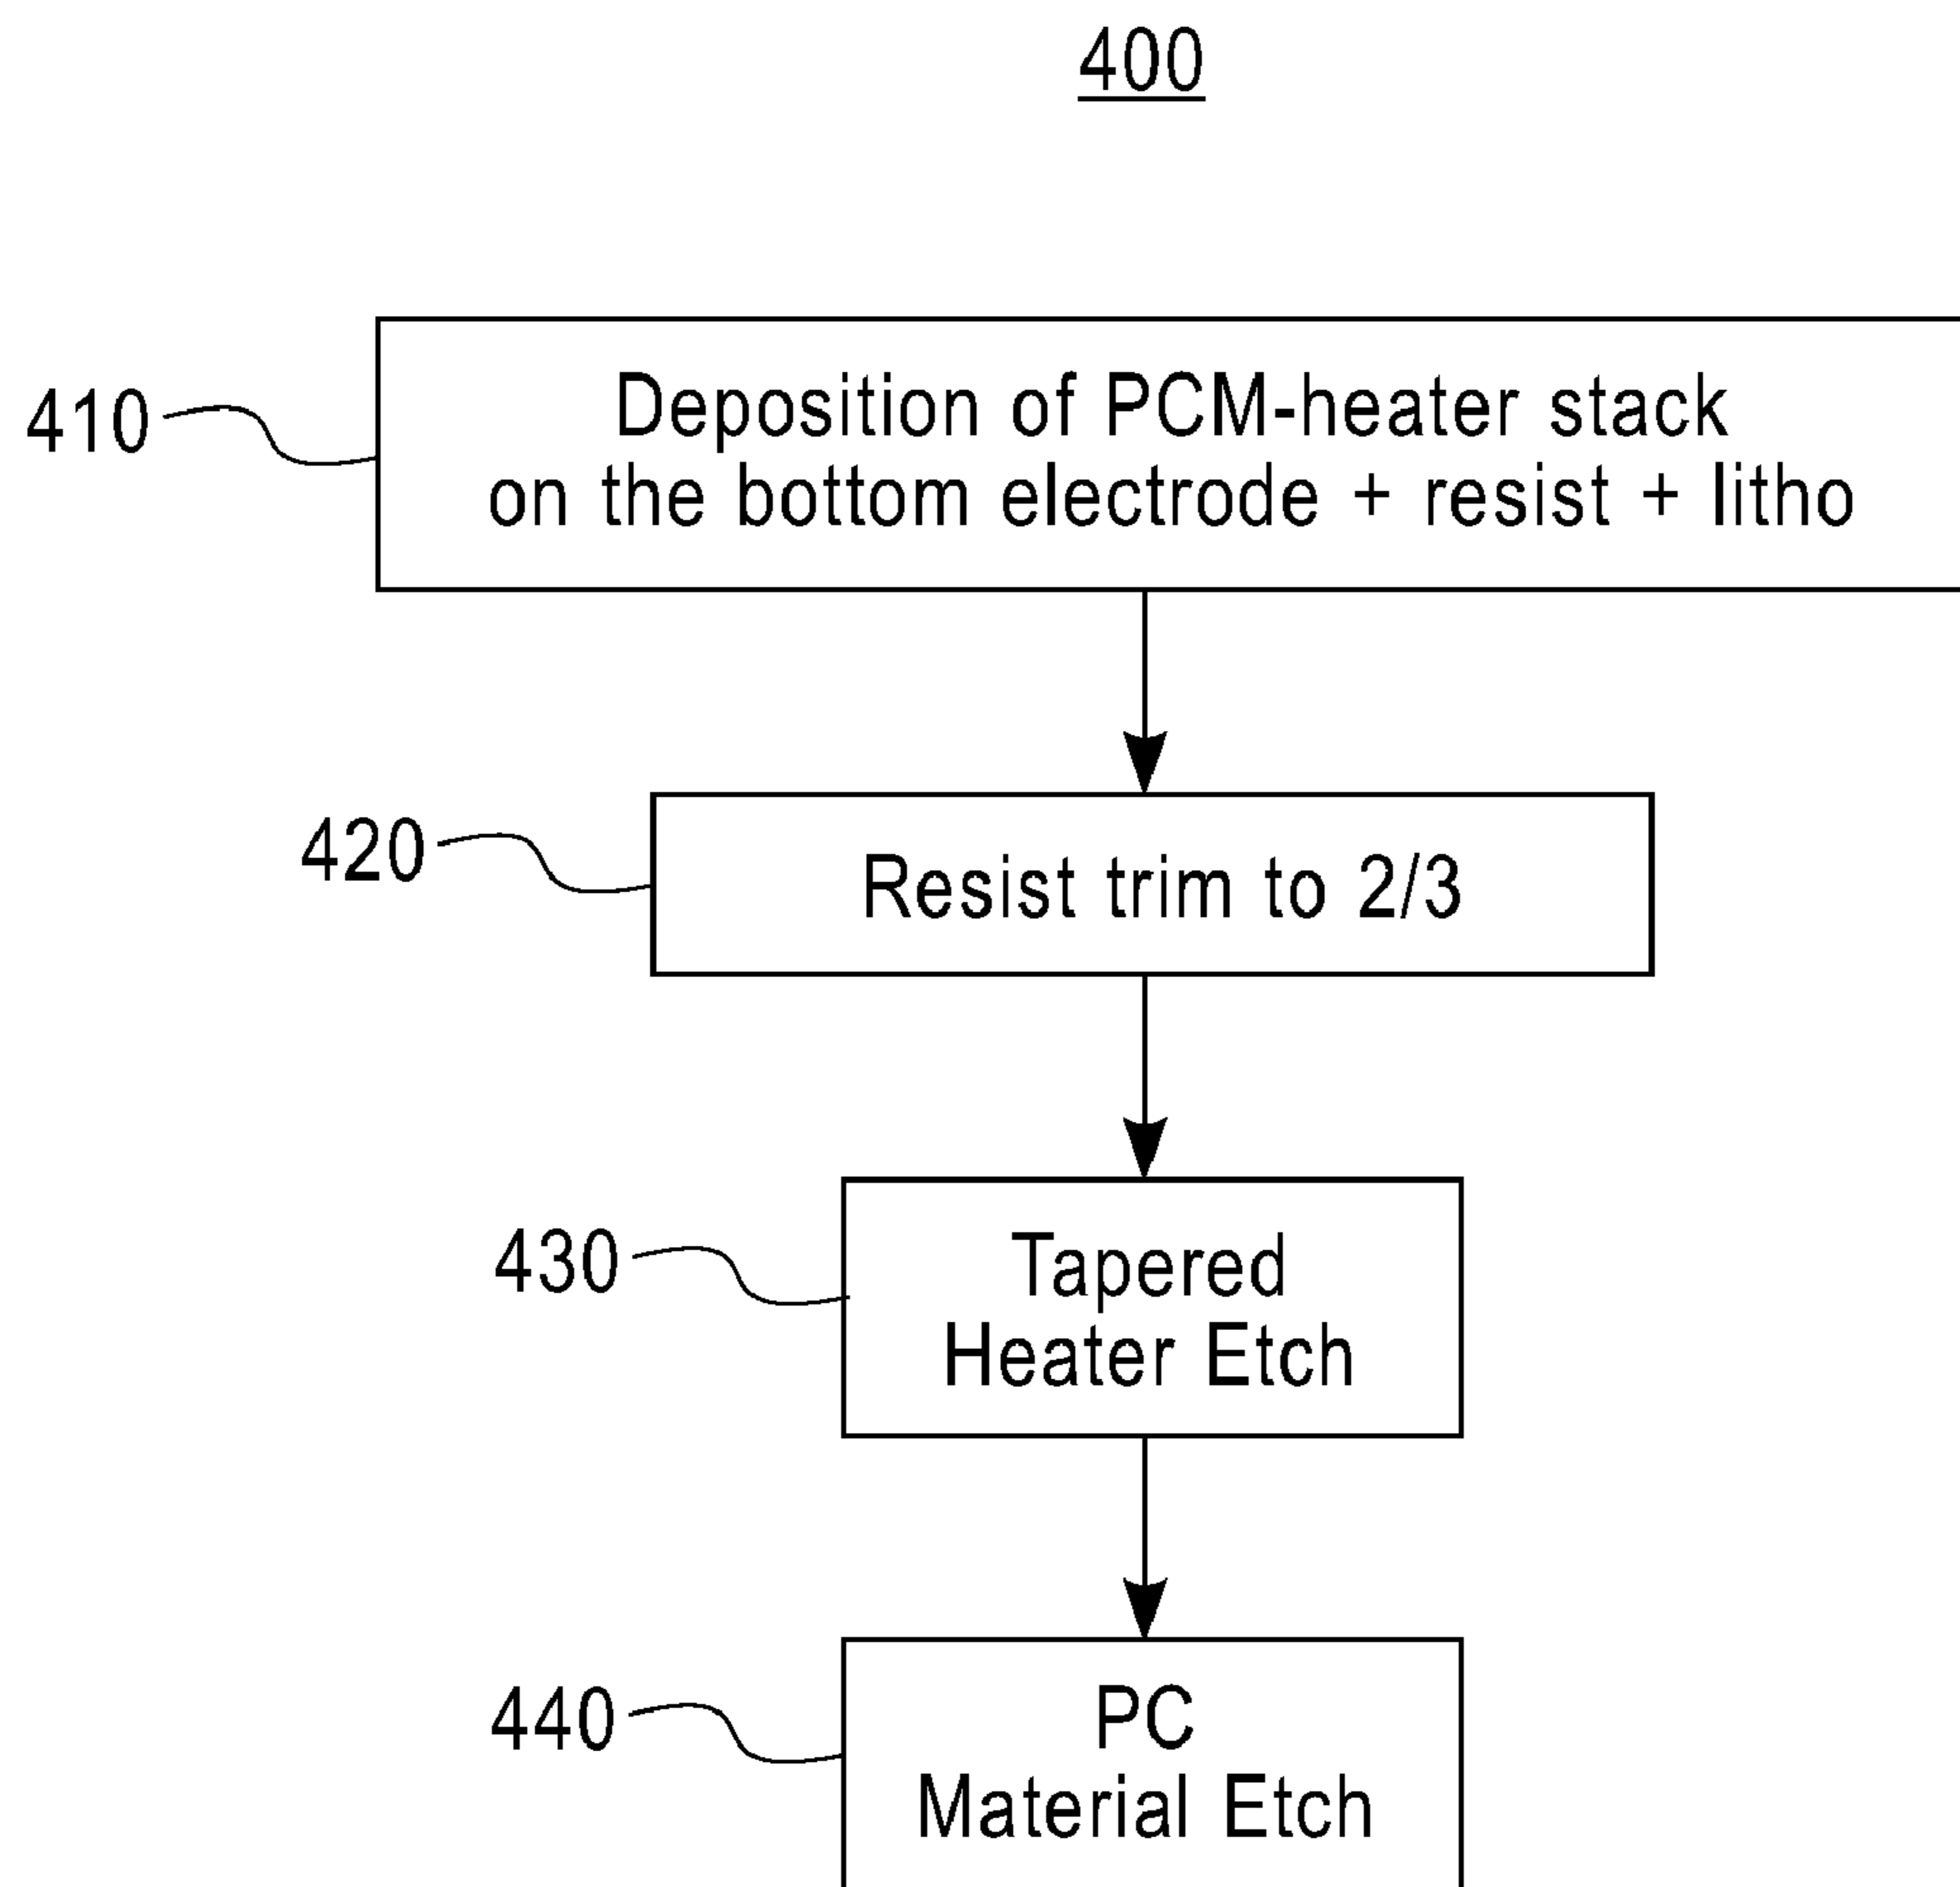 400
410
Deposition of PCM-heater stack
on the bottom electrode + resist + litho
420
Resist trim to 2/3
430
Tapered
Heater Etch
440
PC
Material Etch